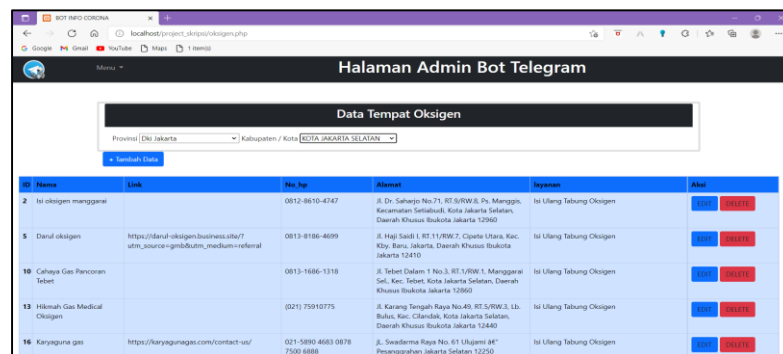 BOT INFO CORONA
localhost/project_skripsi/oksigen.php
Google Gmail YouTube Maps 1 item(s)
Menu
Halaman Admin Bot Telegram
Data Tempat Oksigen
Provinsi Dki Jakarta Kabupaten / Kota KOTA JAKARTA SELATAN
+ Tambah Data
ID Nama Link No_hp Alamat layanan Aksi
2 Isi oksigen manggarai 0812-8610-4747 Jl. Dr. Saharjo No.71, RT.9/RW.8, Ps. Manggis, Isi Ulang Tabung Oksigen EDIT DELETE
Kecamatan Setiabudi, Kota Jakarta Selatan,
Daerah Khusus Ibukota Jakarta 12960
5 Darul oksigen https://darul-oksigen.business.site/? 0813-8186-4699 Jl. Haji Saidi I, RT.11/RW.7, Cipete Utara, Kec. Isi Ulang Tabung Oksigen EDIT DELETE
utm_source=gmb&utm_medium=referral Kby. Baru, Jakarta, Daerah Khusus Ibukota
Jakarta 12410
10 Cahaya Gas Pancoran 0813-1686-1318 Jl. Tebet Dalam 1 No.3, RT.1/RW.1, Manggarai Isi Ulang Tabung Oksigen EDIT DELETE
Tebet Sel., Kec. Tebet, Kota Jakarta Selatan, Daerah
Khusus Ibukota Jakarta 12860
13 Hikmah Gas Medical (021) 75910775 Jl. Karang Tengah Raya No.49, RT.5/RW.3, Lb. Isi Ulang Tabung Oksigen EDIT DELETE
Oksigen Bulus, Kec. Cilandak, Kota Jakarta Selatan,
Daerah Khusus Ibukota Jakarta 12440
16 Karyaguna gas https://karyagunagas.com/contact-us/ 021-5890 4683 0878 JL. Swadarma Raya No. 61 Ulujami â€" Isi Ulang Tabung Oksigen EDIT DELETE
7500 6888 Pesanggrahan Jakarta Selatan 12250